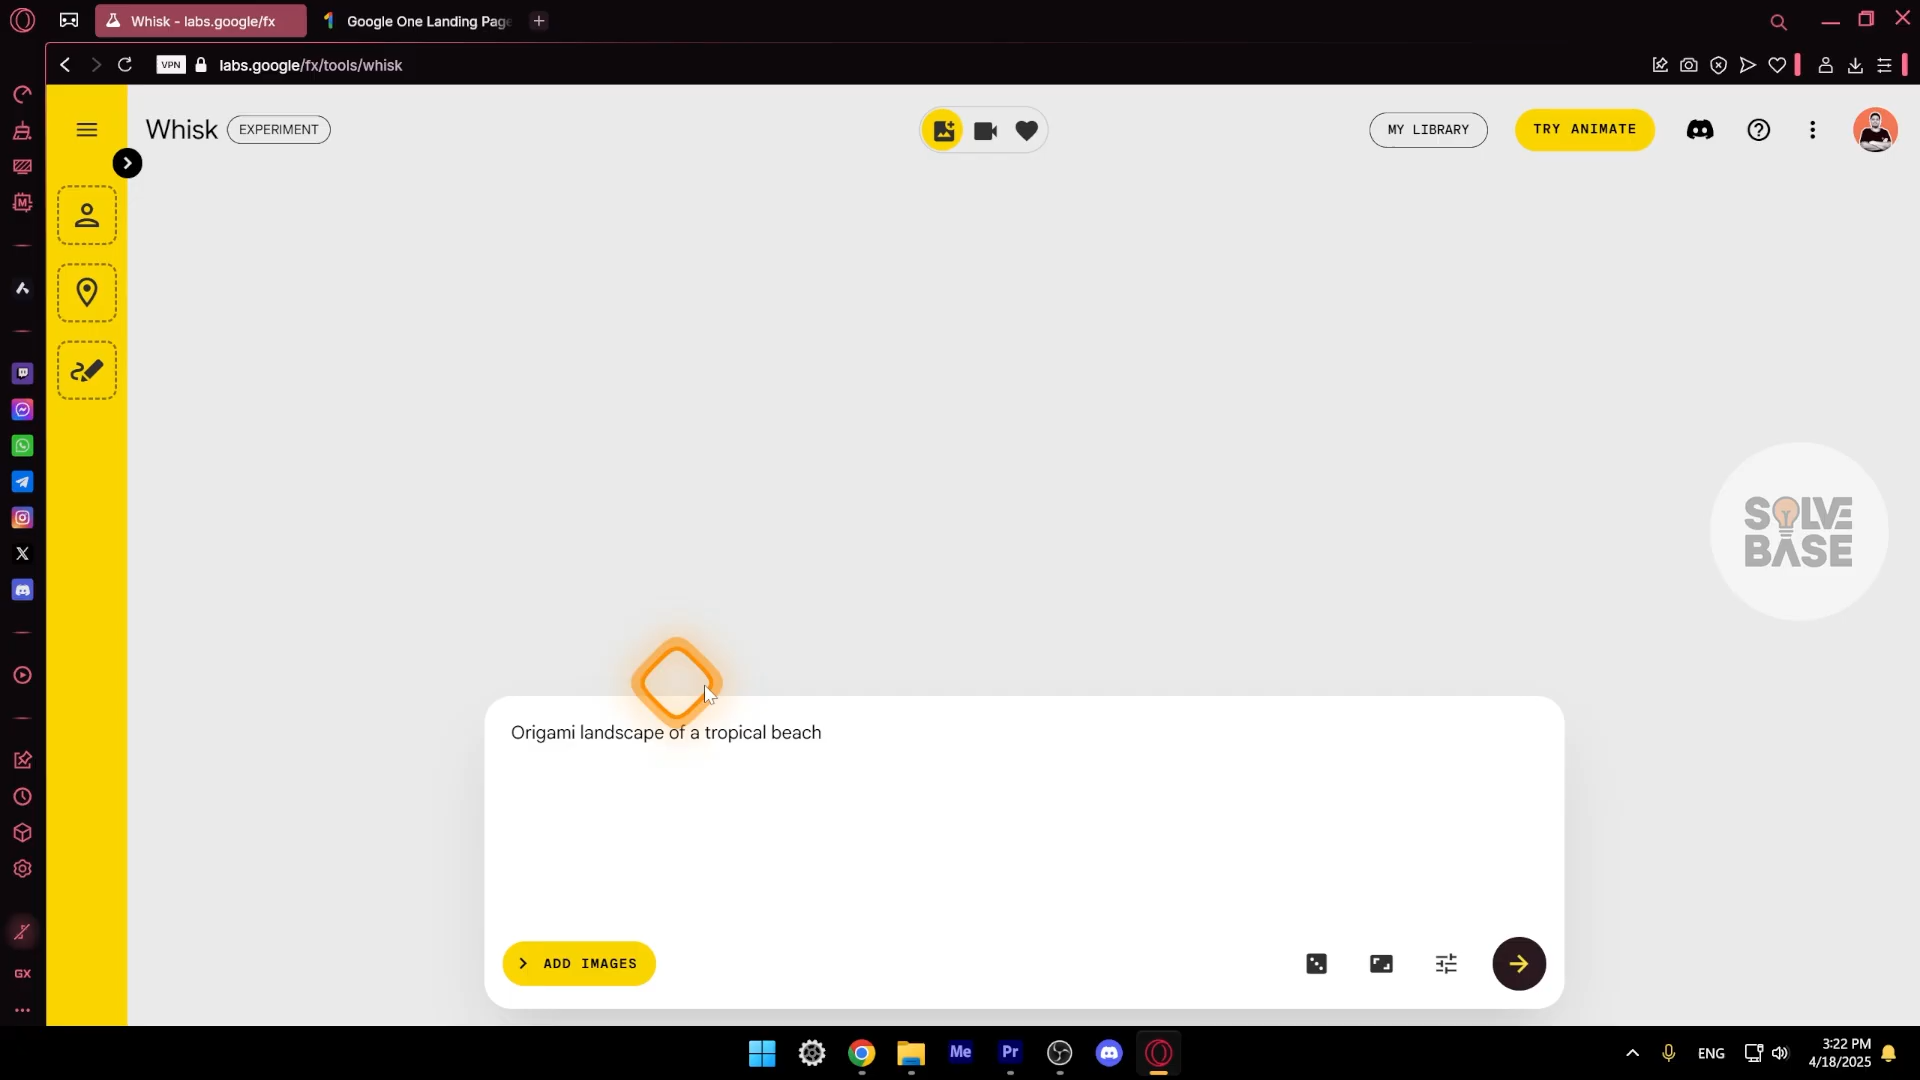 Whisk - labs.google/fx
Google One Landing Page
VPN
labs.google/fx/tools/whisk
Whisk
EXPERIMENT
MY LIBRARY
TRY ANIMATE
M
SOLVE
BASE
Origami landscape of a tropical beach
ADD IMAGES
GX
Me
Pr
ENG
3:22 PM
4/18/2025